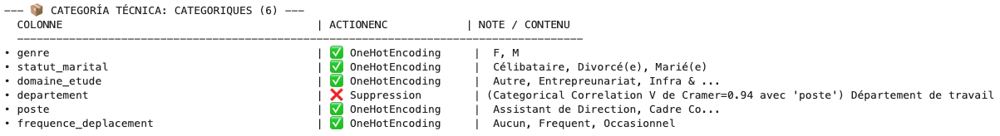 --- 📦 CATEGORÍA TÉCNICA: CATEGORIQUES (6) ---
COLONNE | ACTIONENC | NOTE / CONTENU
---------------------------------------------------------------------------------------
• genre | ✅ OneHotEncoding | F, M
• statut_marital | ✅ OneHotEncoding | Célibataire, Divorcé(e), Marié(e)
• domaine_etude | ✅ OneHotEncoding | Autre, Entrepreunariat, Infra & ...
• departement | ❌ Suppression | (Categorical Correlation V de Cramer=0.94 avec 'poste') Département de travail
• poste | ✅ OneHotEncoding | Assistant de Direction, Cadre Co...
• frequence_deplacement | ✅ OneHotEncoding | Aucun, Frequent, Occasionnel